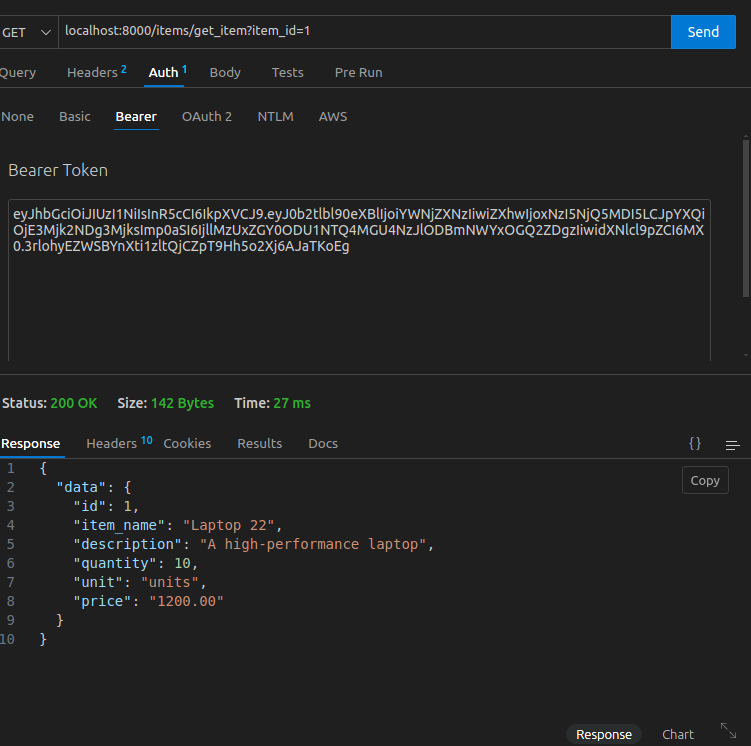 GET localhost:8000/items/get_item?item_id=1 Send
Query Headers 2 Auth 1 Body Tests Pre Run
None Basic Bearer OAuth 2 NTLM AWS
Bearer Token
eyJhbGciOiJIUzI1NiIsInR5cCI6IkpXVCJ9.eyJ0b2tlbl90eXBlIjoiYWNjZXNzIiwiZXhwIjoxNzI5NjQ5MDI5LCJpYXQi
OjE3Mjk2NDg3MjksImp0aSI6IjllMzUxZGY0ODU1NTQ4MGU4NzJlODBmNWYxOGQ2ZDgzIiwidXNlcl9pZCI6MX
0.3rlohyEZWSBYnXti1zltQjCZpT9Hh5o2Xj6AJaTKoEg
Status: 200 OK Size: 142 Bytes Time: 27 ms
Response Headers 10 Cookies Results Docs {}
Copy
1 {
2 "data": {
3 "id": 1,
4 "item_name": "Laptop 22",
5 "description": "A high-performance laptop",
6 "quantity": 10,
7 "unit": "units",
8 "price": "1200.00"
9 }
10 }
Response Chart